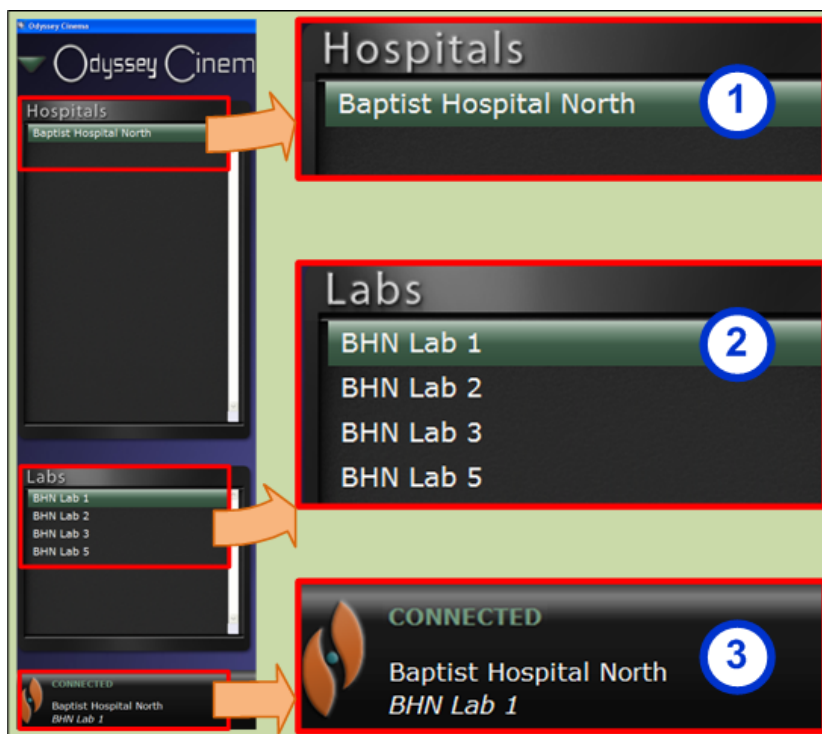 Odyssey Cinema
Odyssey Cinem
Hospitals
Baptist Hospital North
Labs
BHN Lab 1
BHN Lab 2
BHN Lab 3
BHN Lab 5
CONNECTED
Baptist Hospital North
BHN Lab 1
Hospitals
Baptist Hospital North
1
Labs
BHN Lab 1
2
BHN Lab 2
BHN Lab 3
BHN Lab 5
CONNECTED
3
Baptist Hospital North
BHN Lab 1